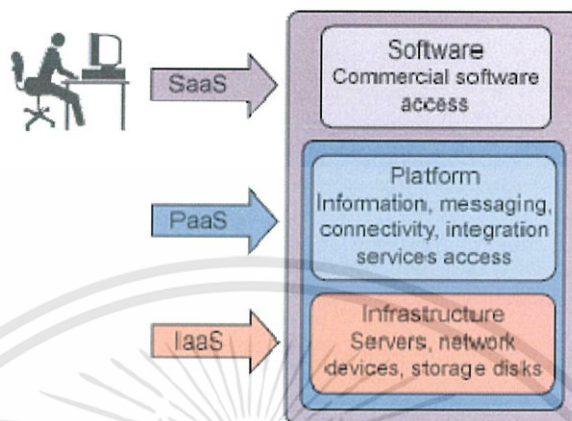 SaaS
Software
Commercial software
access
PaaS
Platform
Information, messaging,
connectivity, integration
services access
IaaS
Infrastructure
Servers, network
devices, storage disks